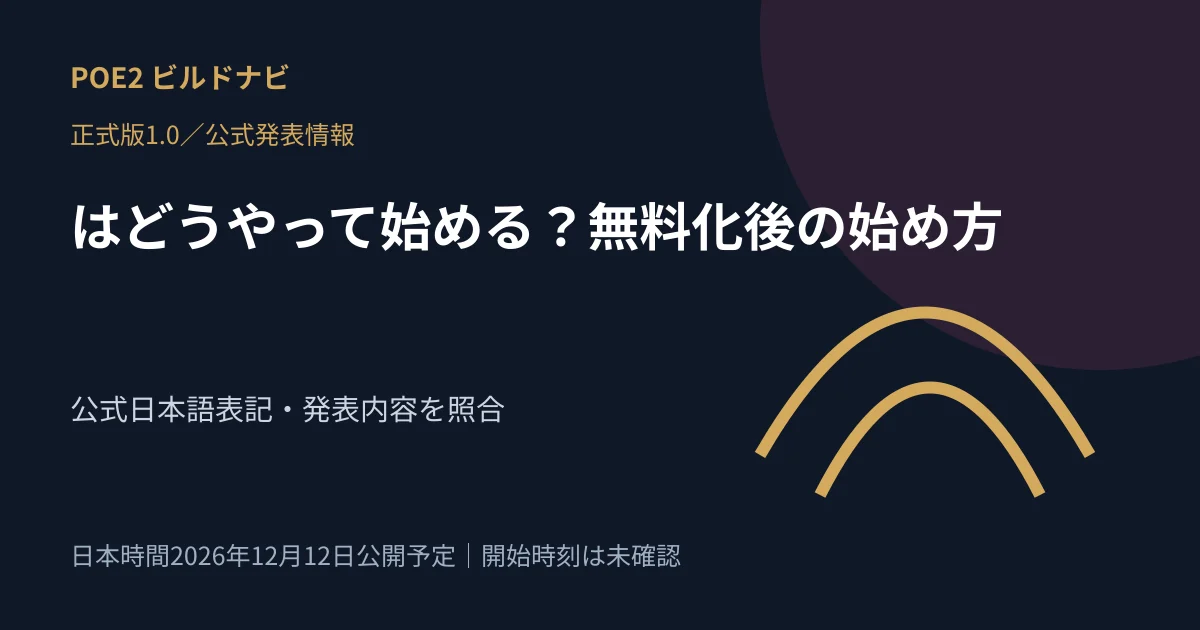 POE2 ビルドナビ
正式版1.0／公式発表情報
はどうやって始める？無料化後の始め方
公式日本語表記・発表内容を照合
日本時間2026年12月12日公開予定｜開始時刻は未確認